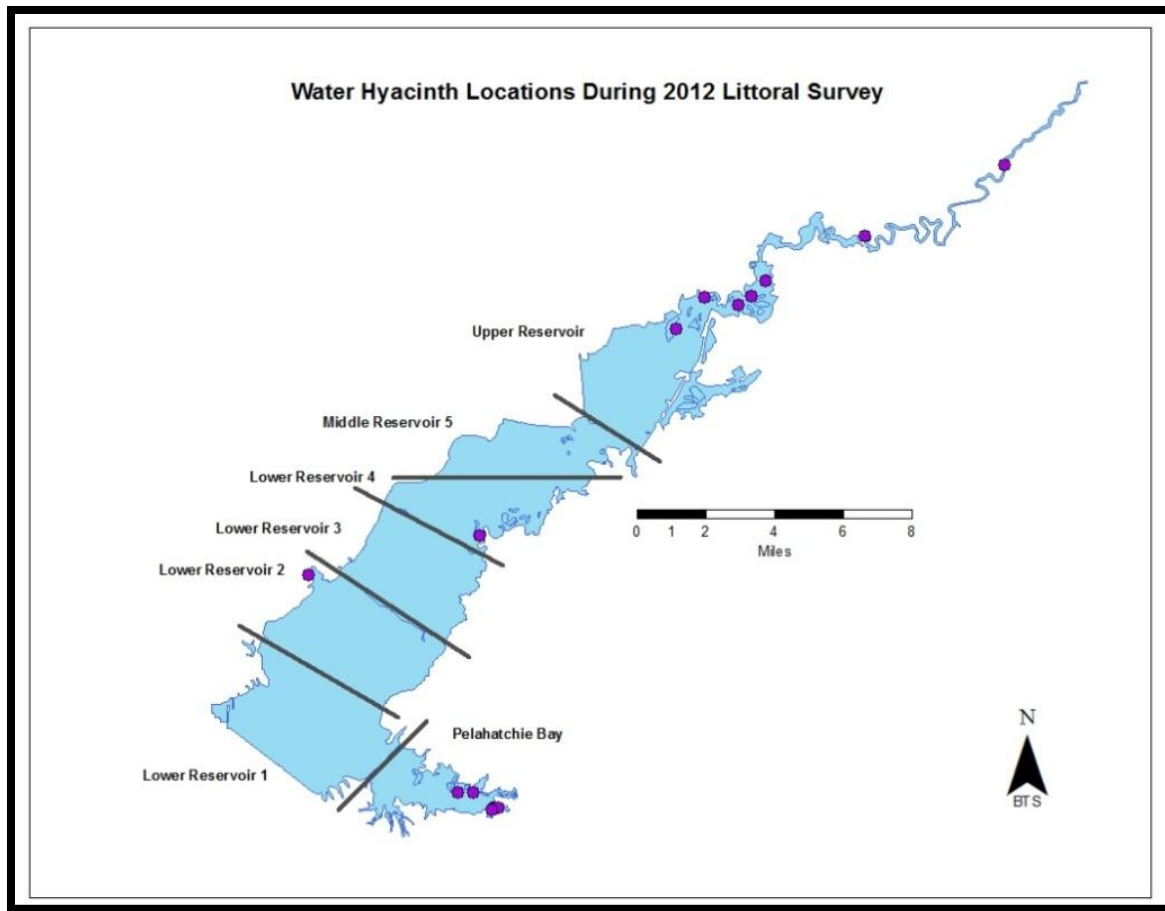 Water Hyacinth Locations During 2012 Littoral Survey
Upper Reservoir
Middle Reservoir 5
Lower Reservoir 4
Lower Reservoir 3
Lower Reservoir 2
0 1 2 4 6 8
Miles
N
Pelahatchie Bay
Lower Reservoir 1
BTS